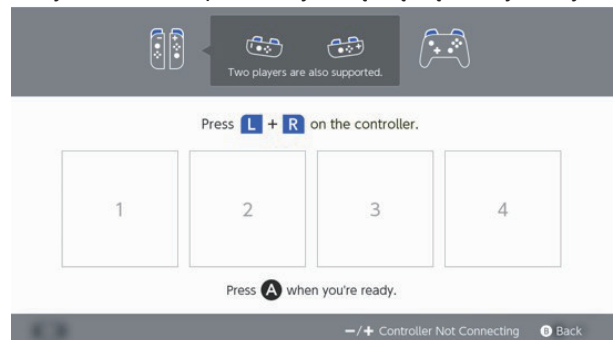 Two players are also supported.
Press L + R on the controller.
1 2 3 4
Press A when you're ready.
−/+ Controller Not Connecting B Back